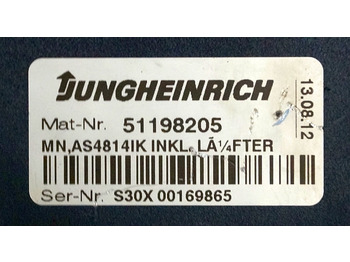 JUNGHEINRICH
Mat-Nr. 51198205
MN,AS4814IK INKL. LÃ¼FTER
Ser-Nr. S30X 00169865
13.08.12